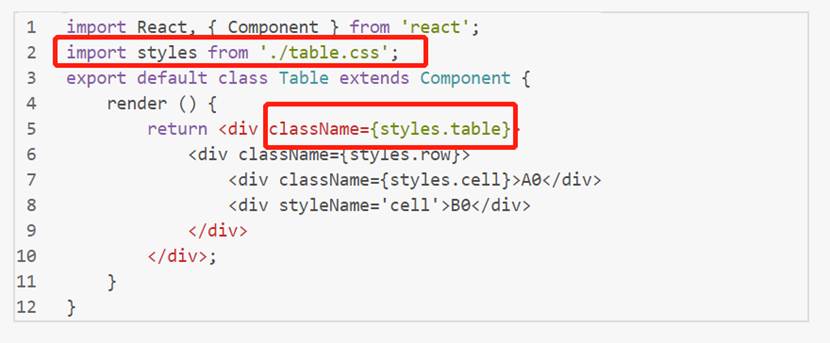 1 import React, { Component } from 'react';
2 import styles from './table.css';
3 export default class Table extends Component {
4 render () {
5 return <div className={styles.table}>
6 <div className={styles.row}>
7 <div className={styles.cell}>A0</div>
8 <div styleName='cell'>B0</div>
9 </div>
10 </div>;
11 }
12 }